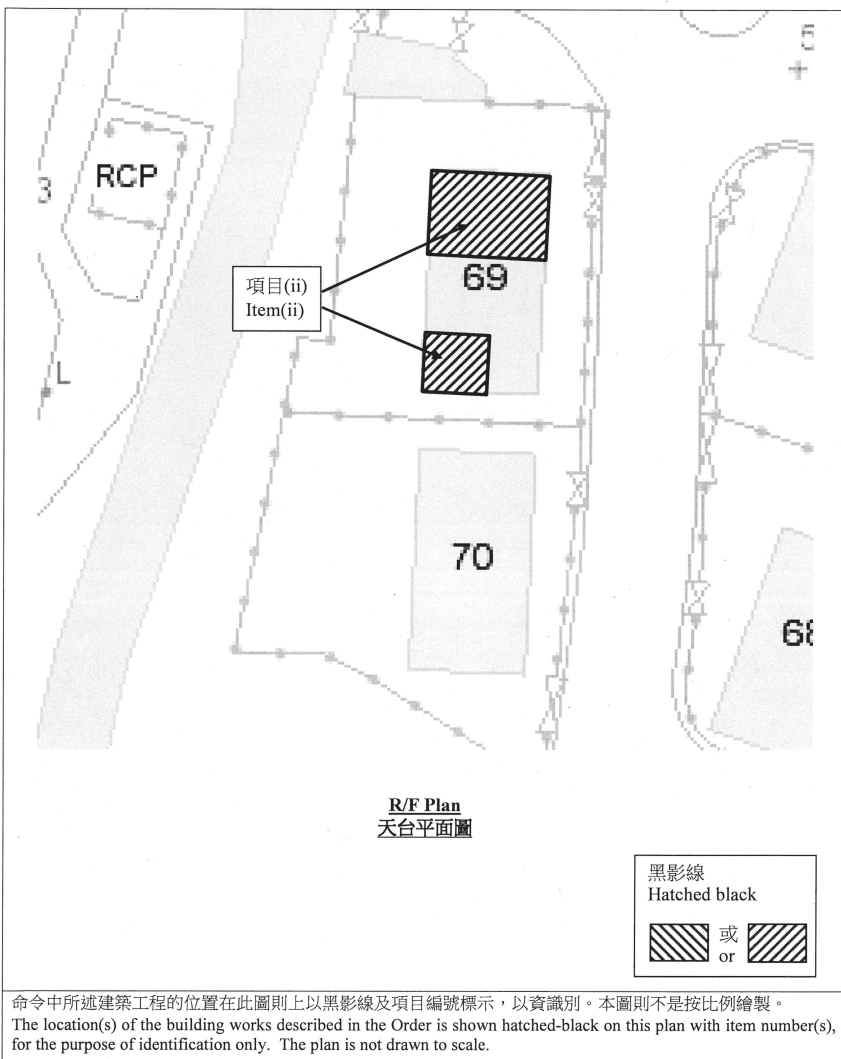 5
RCP
3
69
項目(ii)
Item(ii)
L
70
R/F Plan
天台平面圖
黑影線
Hatched black
或
or
命令中所述建築工程的位置在此圖則上以黑影線及項目編號標示，以資識別。本圖則不是按比例繪製。
The location(s) of the building works described in the Order is shown hatched-black on this plan with item number(s),
for the purpose of identification only.  The plan is not drawn to scale.